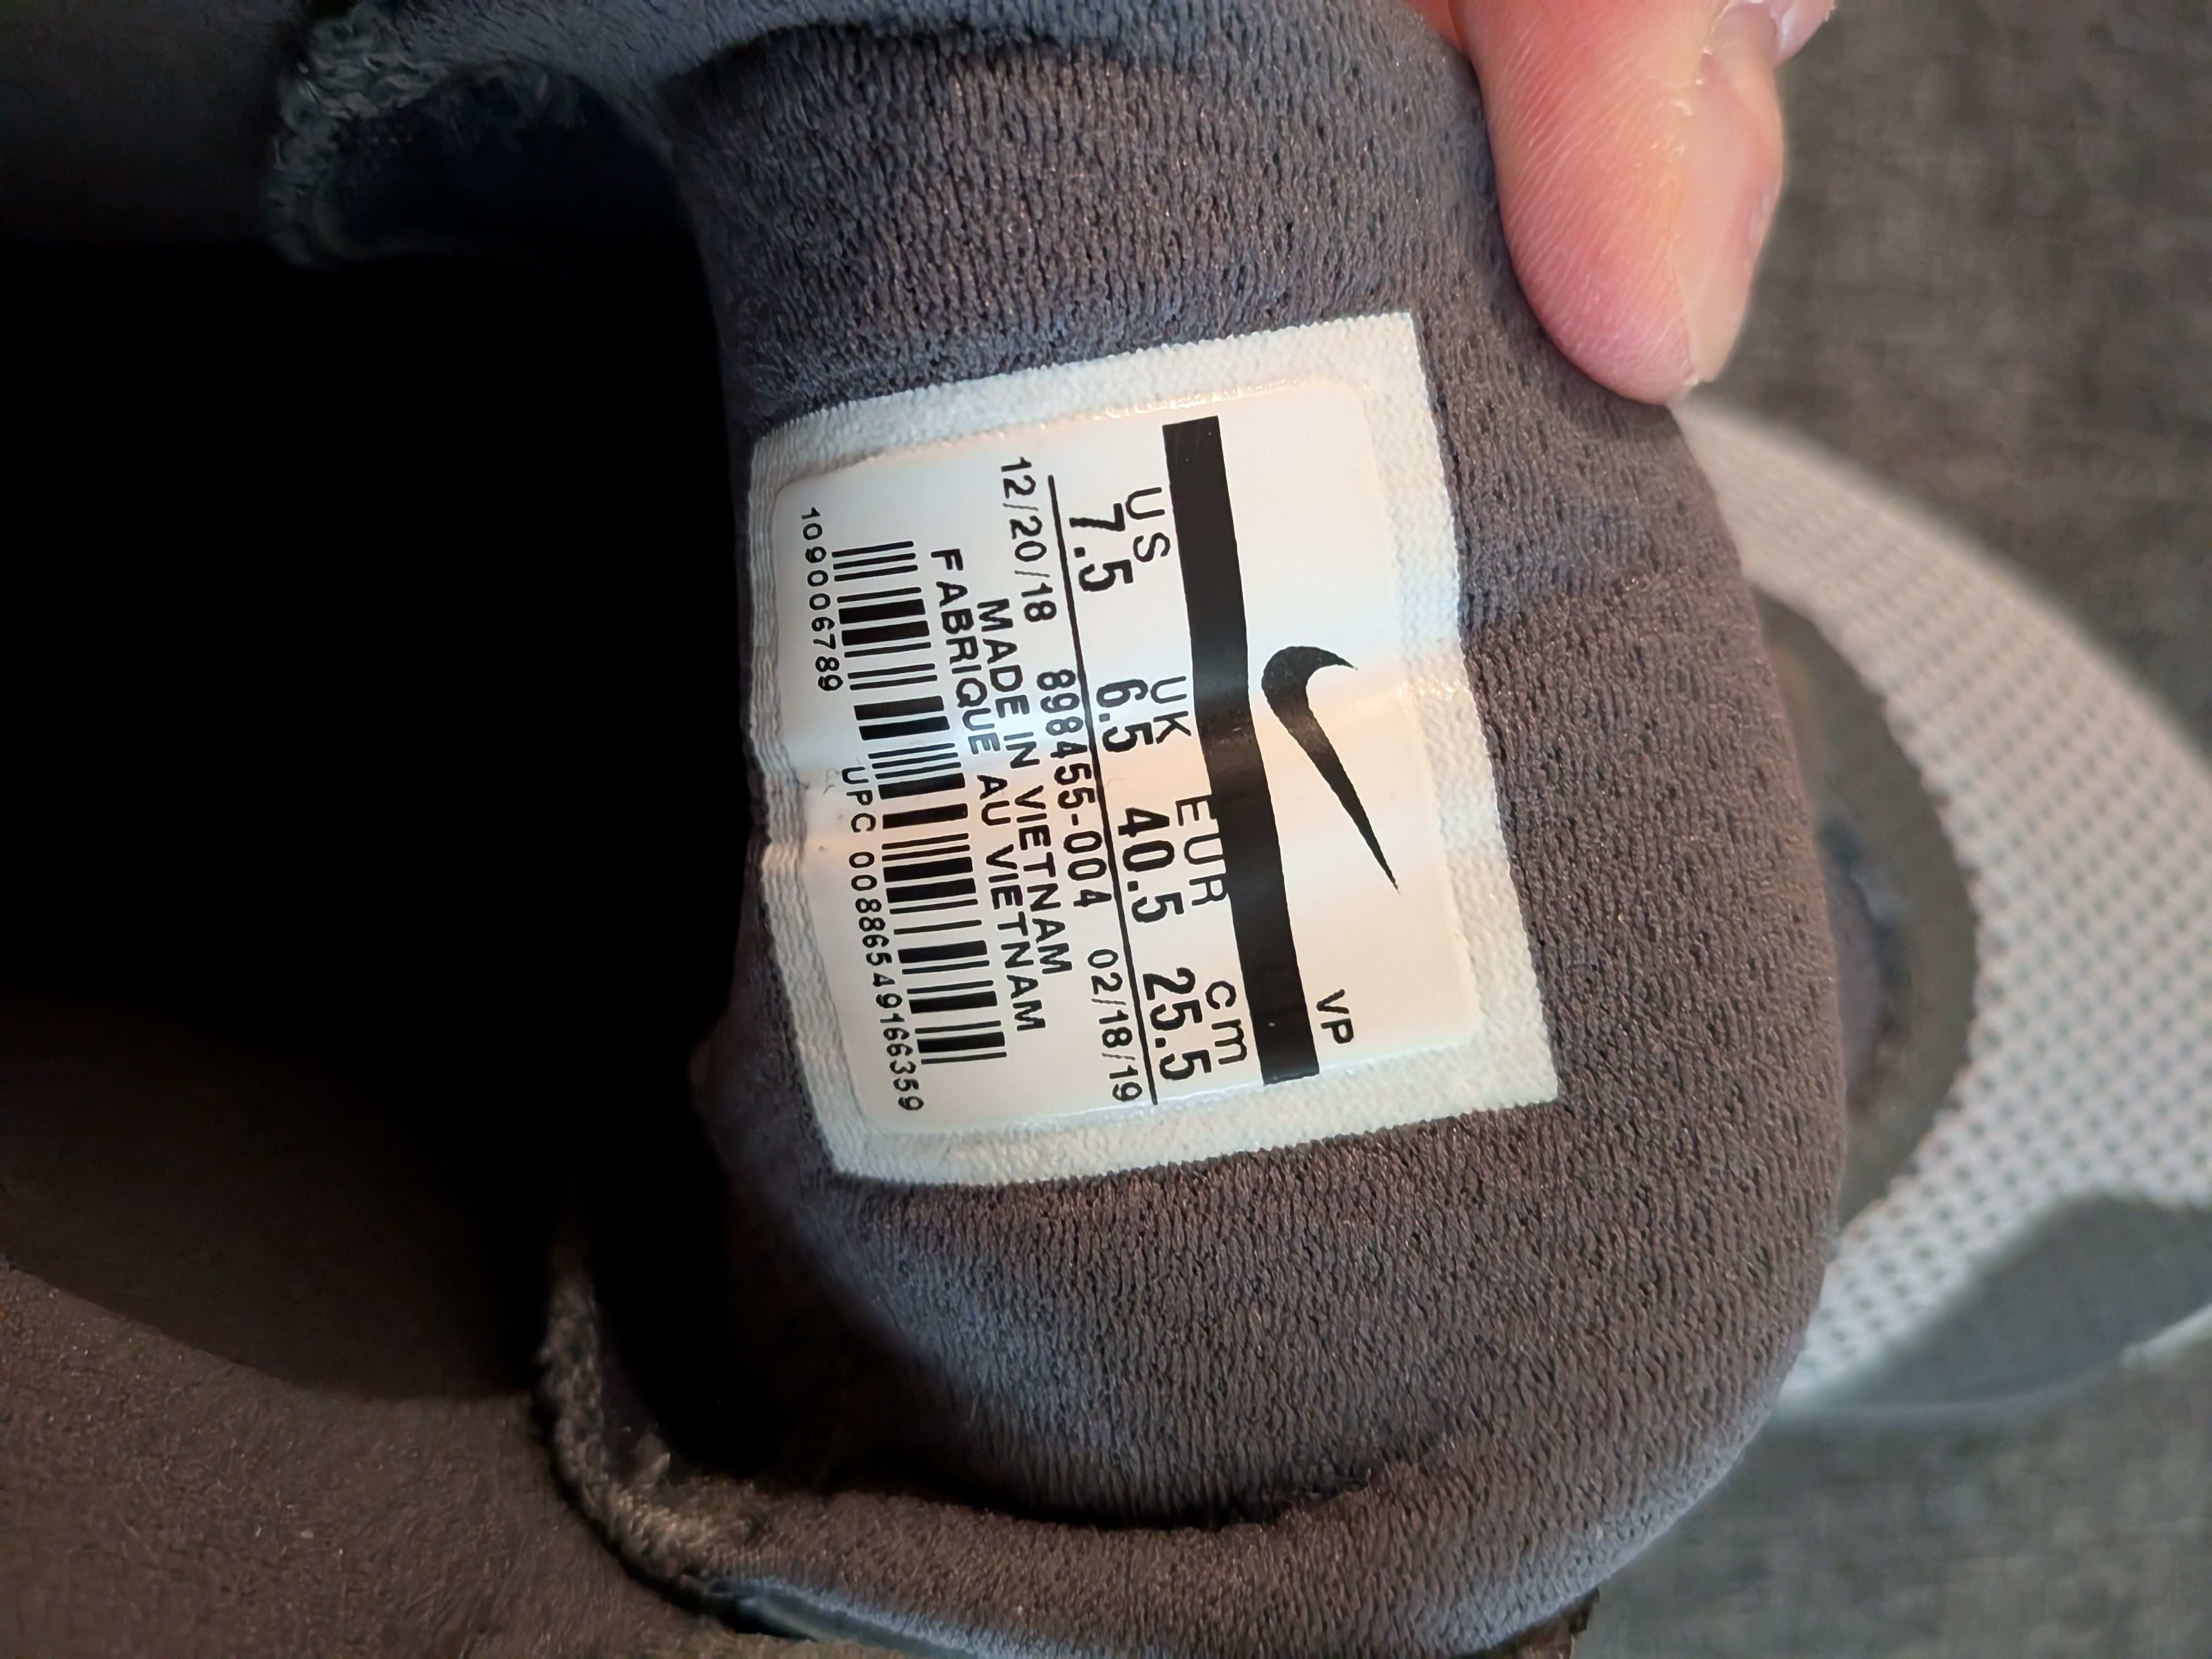 VP
US UK EUR cm
7.5 6.5 40.5 25.5
12/20/18 898455-004 02/18/19
MADE IN VIETNAM
FABRIQUE AU VIETNAM
109006789 UPC 00886549166359